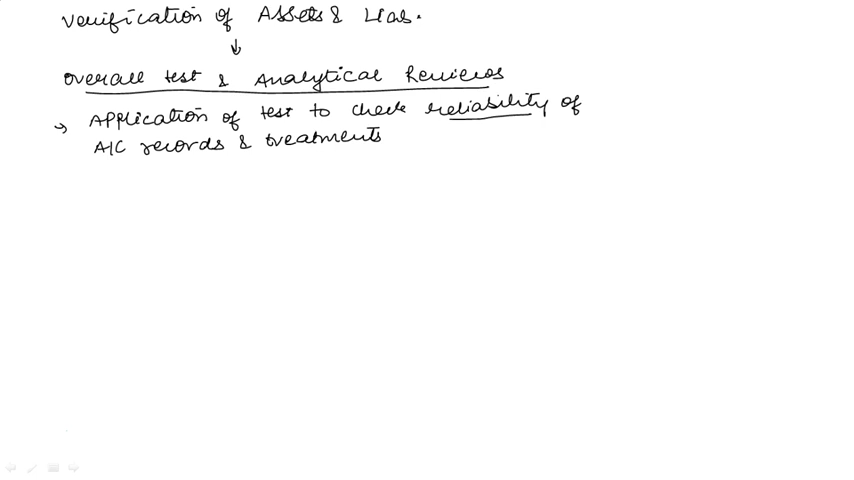 Verification of Assets & Liab.
↓
Overall test & Analytical Reviews
→ Application of test to check reliability of
A/C records & treatments